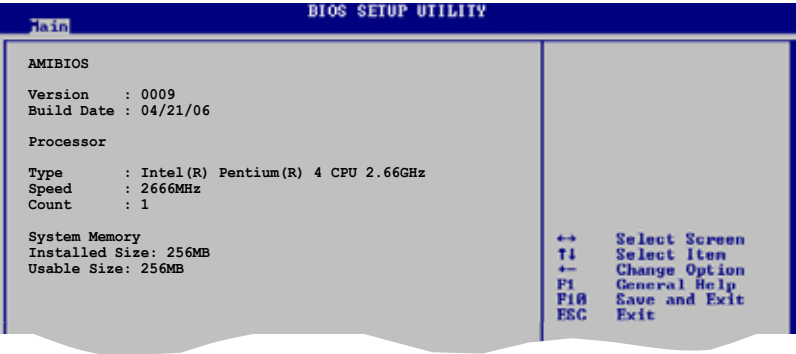 BIOS SETUP UTILITY
Main
AMIBIOS
Version : 0009
Build Date : 04/21/06
Processor
Type : Intel(R) Pentium(R) 4 CPU 2.66GHz
Speed : 2666MHz
Count : 1
System Memory
Installed Size: 256MB
Usable Size: 256MB
←→ Select Screen
↑↓ Select Item
+- Change Option
F1 General Help
F10 Save and Exit
ESC Exit